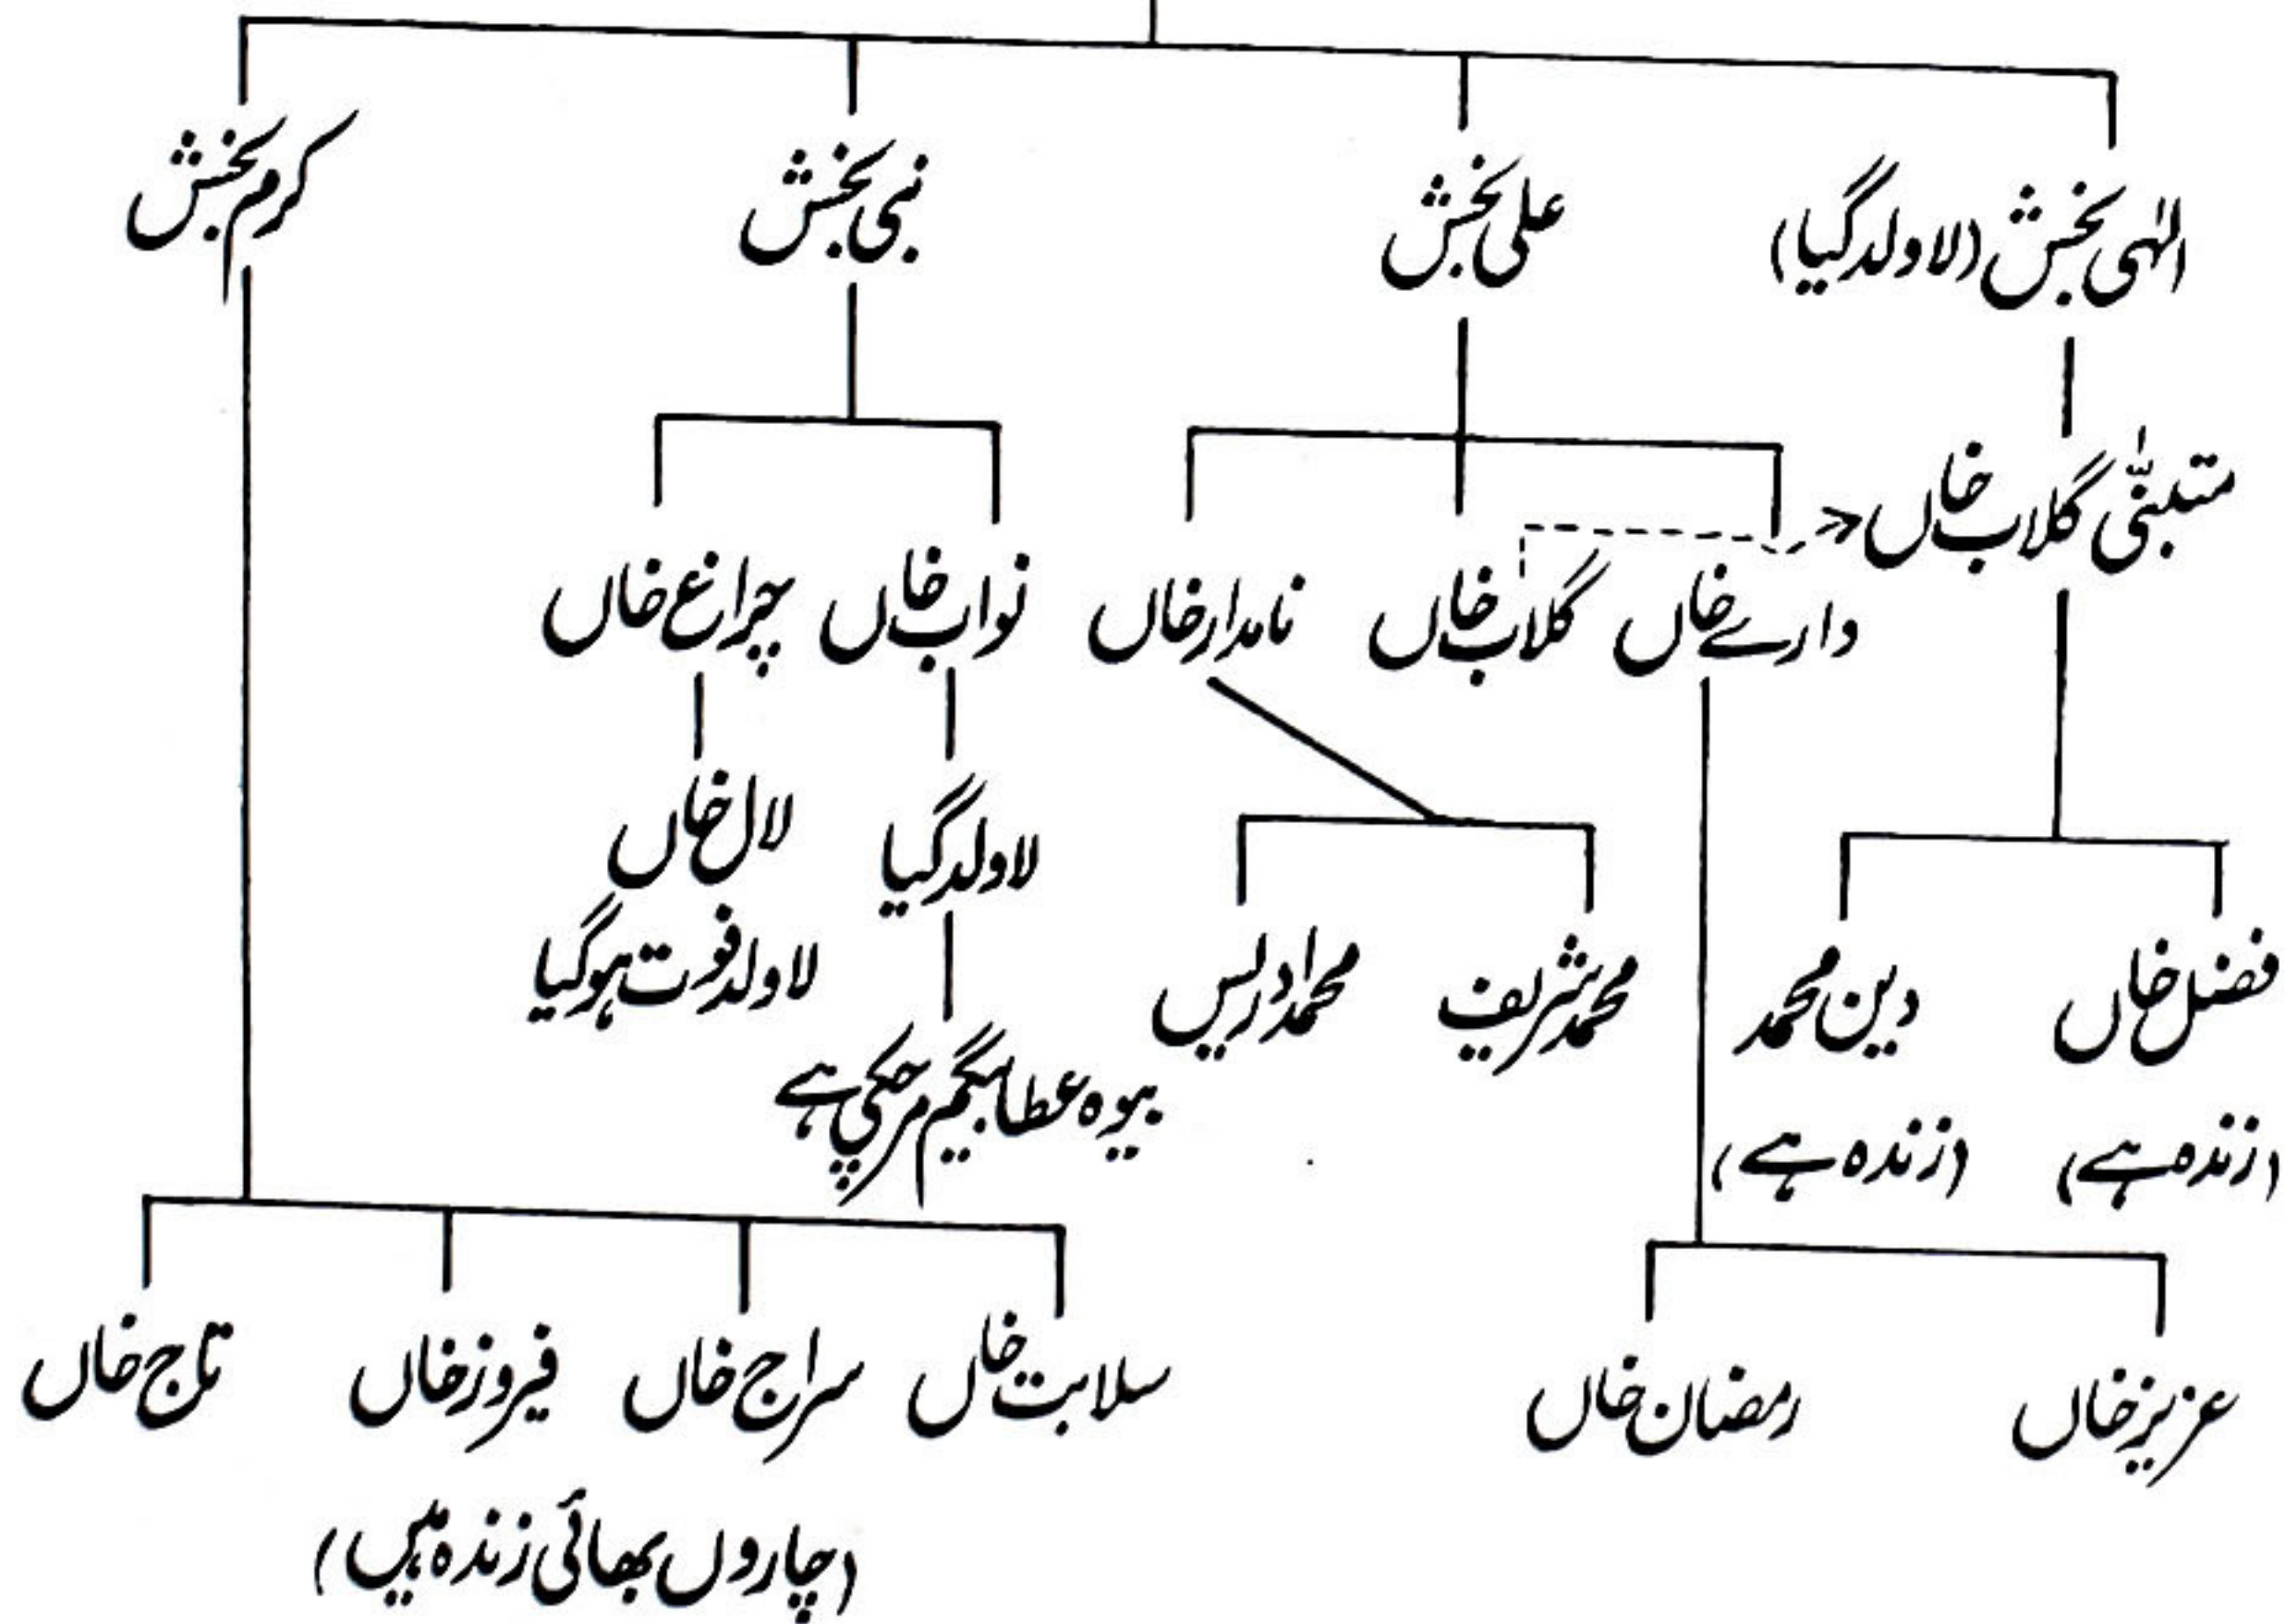 الٰہی بخش (لاولد گیا)
علی بخش
نبی بخش
کرم بخش
متبنّٰی گلاب خاں
دارے خاں
گلاب خاں
نامدار خاں
نواب خاں
چراغ خاں
لاولد گیا
لال خاں
لاولد فوت ہو گیا
فضل خاں
دین محمد
محمد شریف
محمد ادریس
(زندہ ہے)
(زندہ ہے)
بیوہ عطا بیگم مر چکی ہے
عزیز خاں
رمضان خاں
سلابت خاں
سراج خاں
فیروز خاں
تاج خاں
(چاروں بھائی زندہ ہیں)